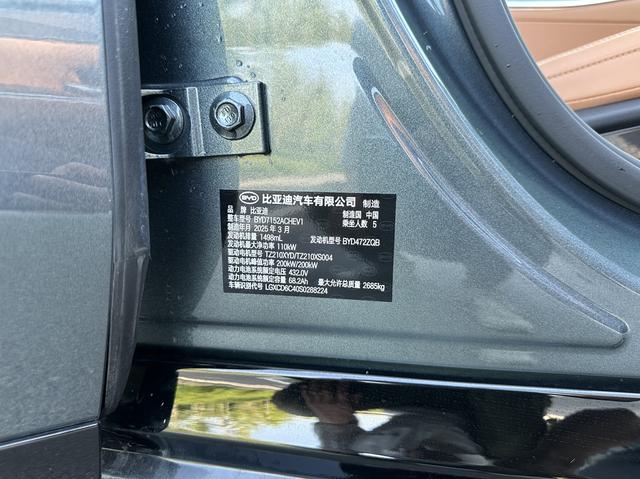 BYD 比亚迪汽车有限公司 制造
品 牌 比亚迪 制造国 中国
整车型号 BYD7152ACHEV1 乘坐人数 5
制造年月 2025 年 3 月
发动机排量 1498mL 发动机型号 BYD472ZQB
发动机最大净功率 110kW
驱动电机型号 TZ210XYD/TZ210XS004
驱动电机峰值功率 200kW/200kW
动力电池系统额定电压 432.0V
动力电池系统额定容量 68.2Ah 最大允许总质量 2685kg
车辆识别代号 LGXCD6C40S0288224